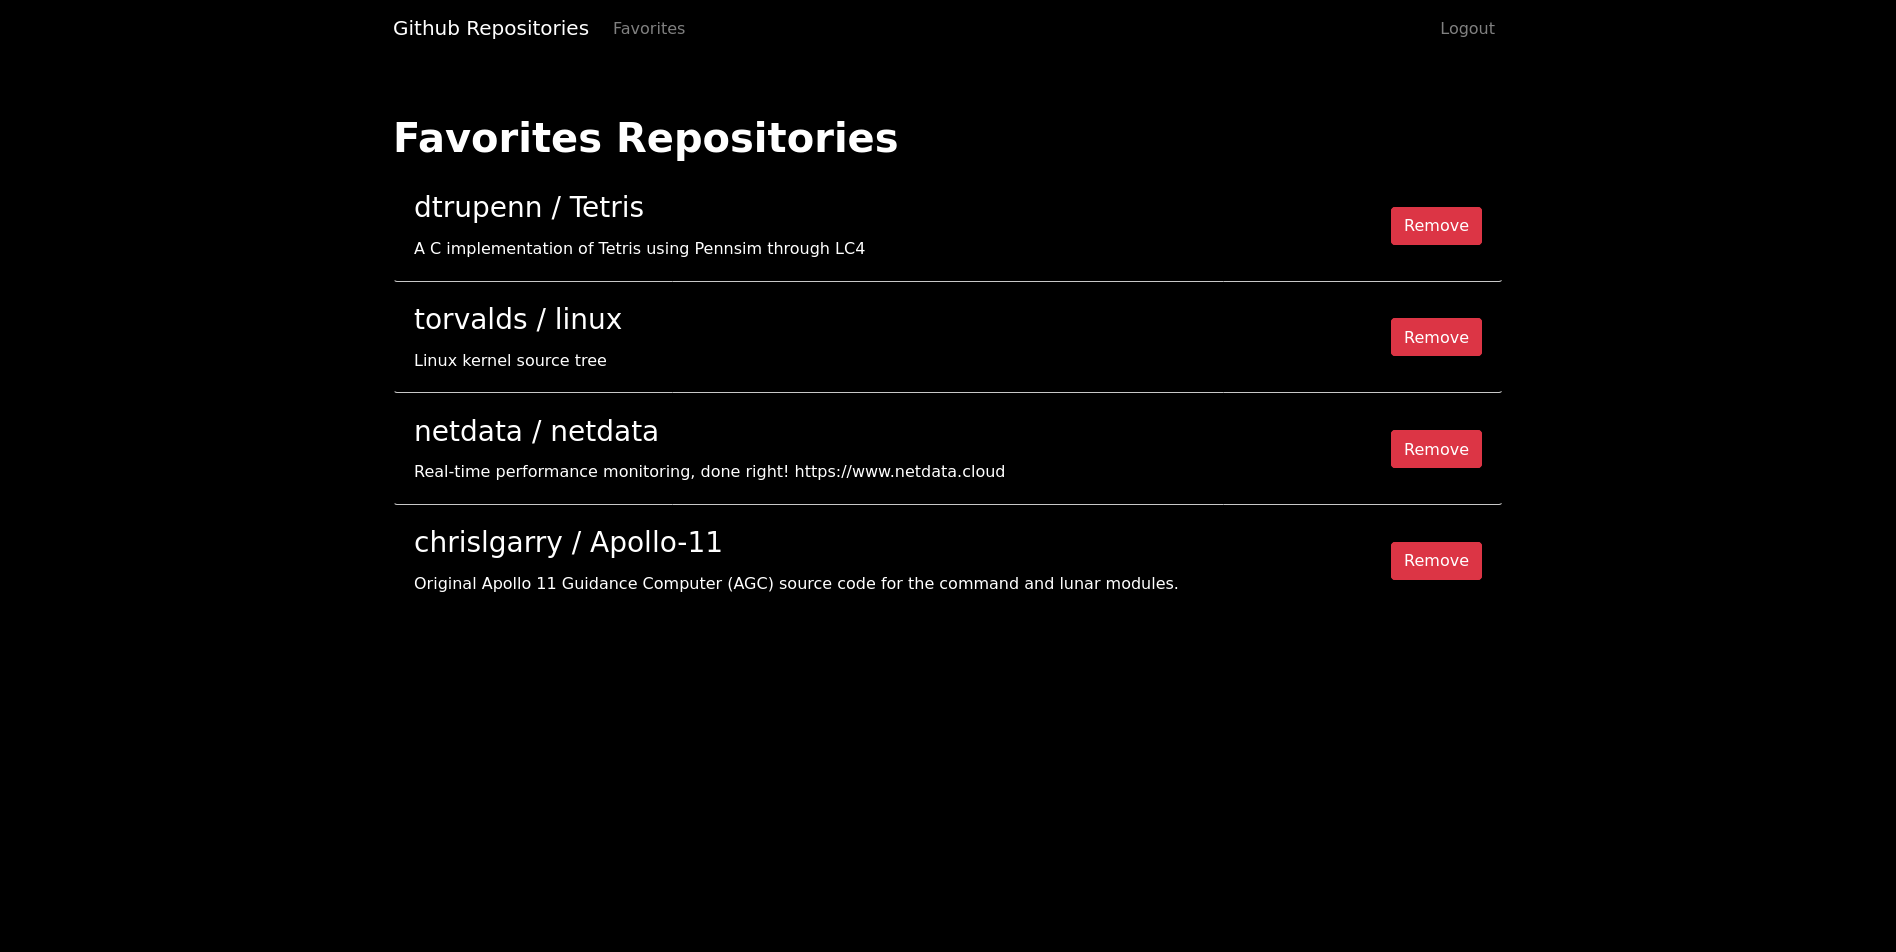 Github Repositories Favorites Logout
Favorites Repositories
dtrupenn / Tetris
A C implementation of Tetris using Pennsim through LC4
Remove
torvalds / linux
Linux kernel source tree
Remove
netdata / netdata
Real-time performance monitoring, done right! https://www.netdata.cloud
Remove
chrislgarry / Apollo-11
Original Apollo 11 Guidance Computer (AGC) source code for the command and lunar modules.
Remove